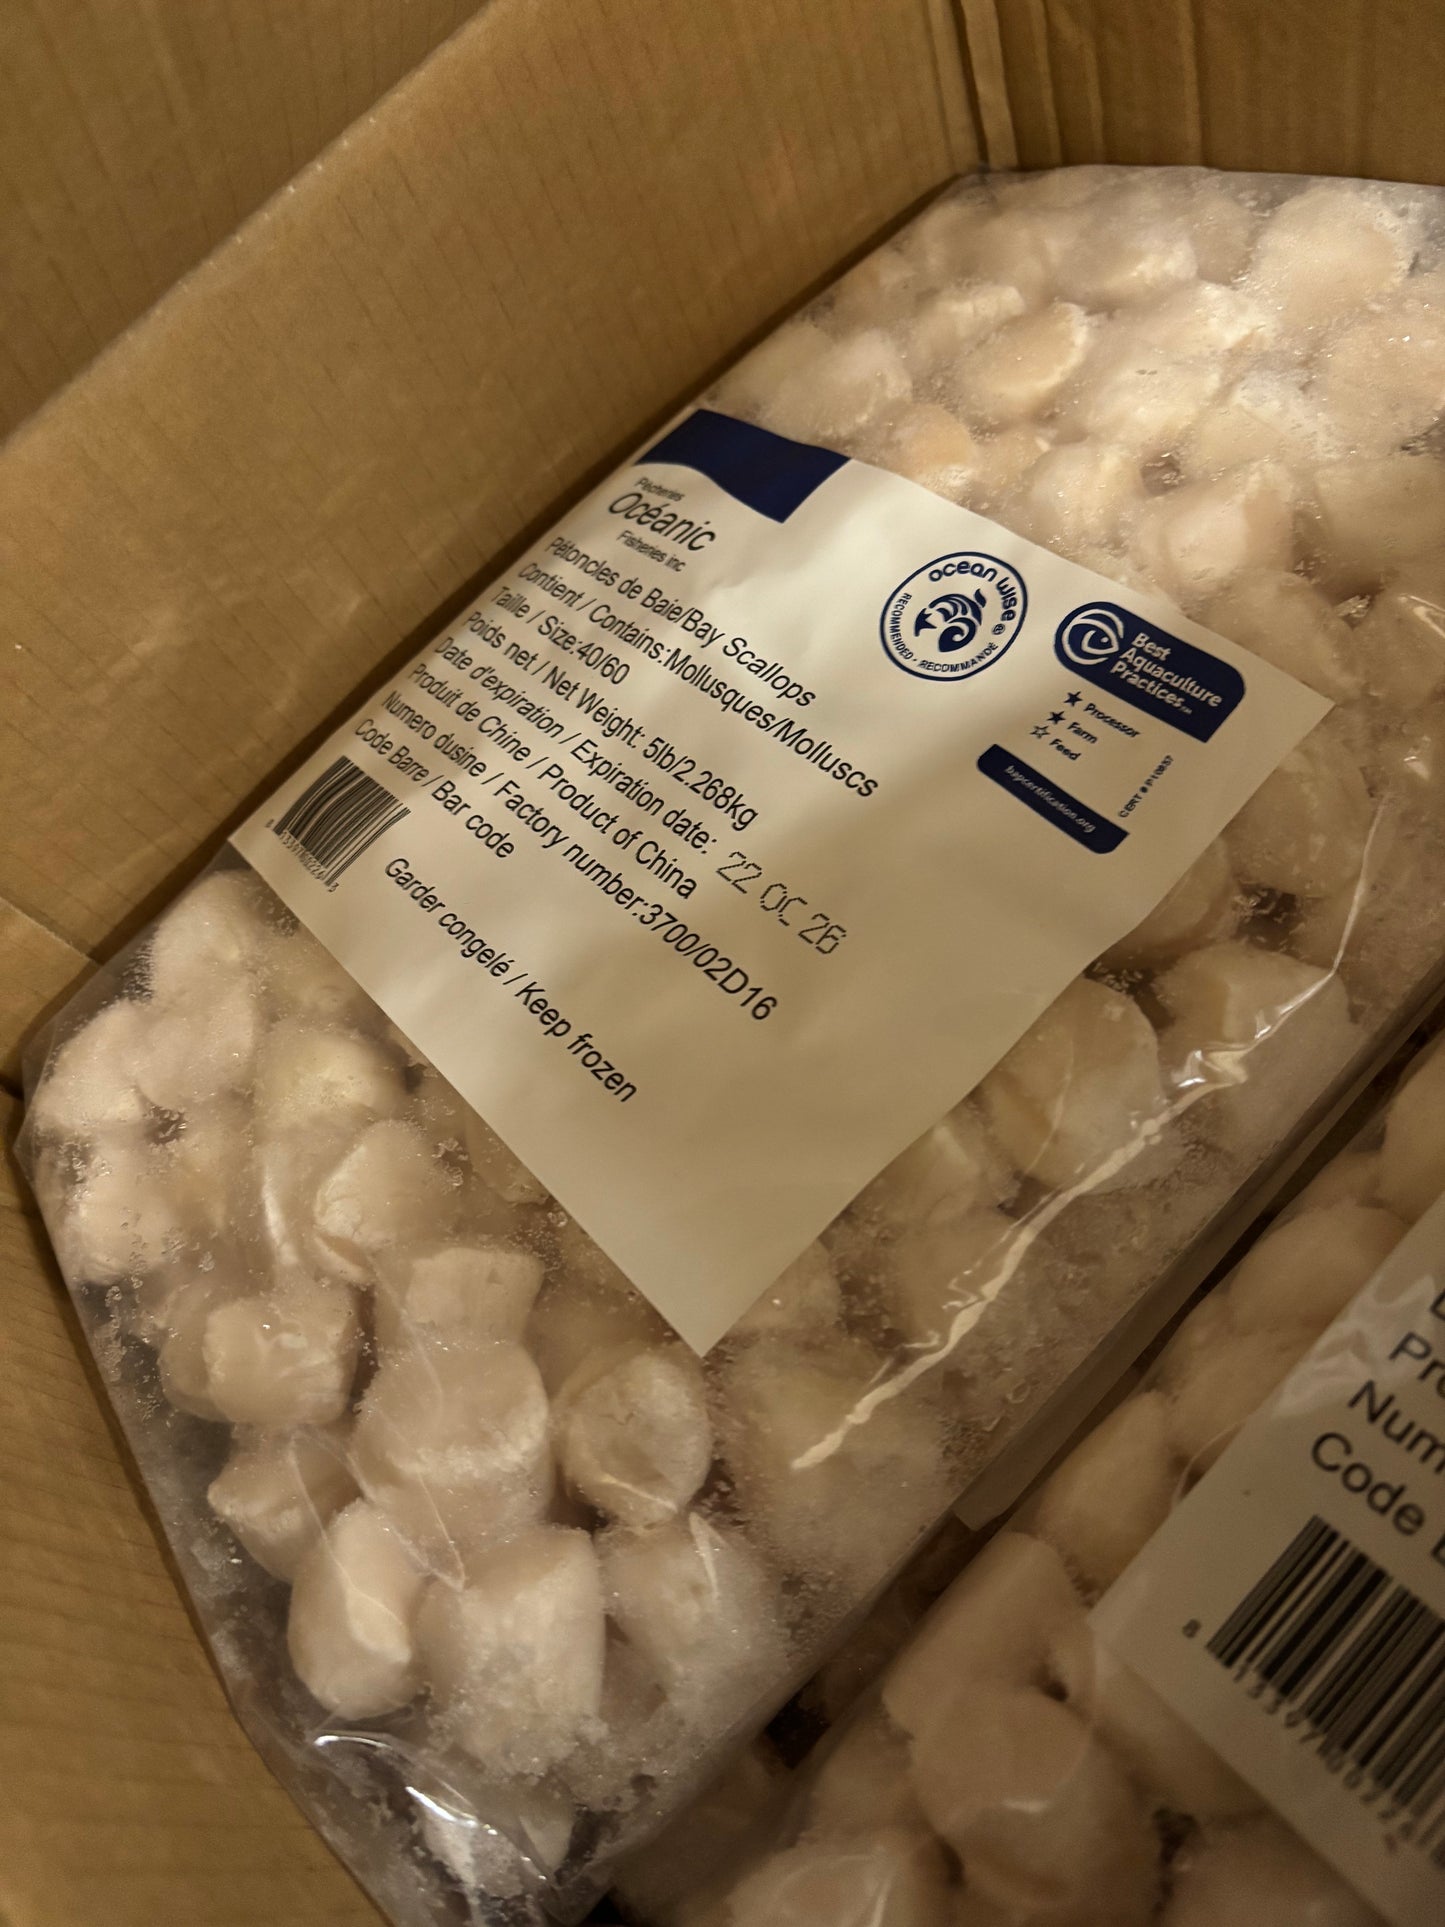 Pêcheries
Océanic
Fisheries inc
Pétoncles de Baie/Bay Scallops
Contient / Contains:Mollusques/Molluscs
Taille / Size:40/60
Poids net / Net Weight: 5lb/2.268kg
Date d'expiration / Expiration date: 22 OC 26
Produit de Chine / Product of China
Numero dusine / Factory number:3700/02D16
Code Barre / Bar code
Garder congelé / Keep frozen
ocean wise ®
RECOMMENDED - RECOMMANDÉ
Best
Aquaculture
Practices
Processor
Farm
Feed
bapcertification.org
CERT # P10857
Num
Code
8